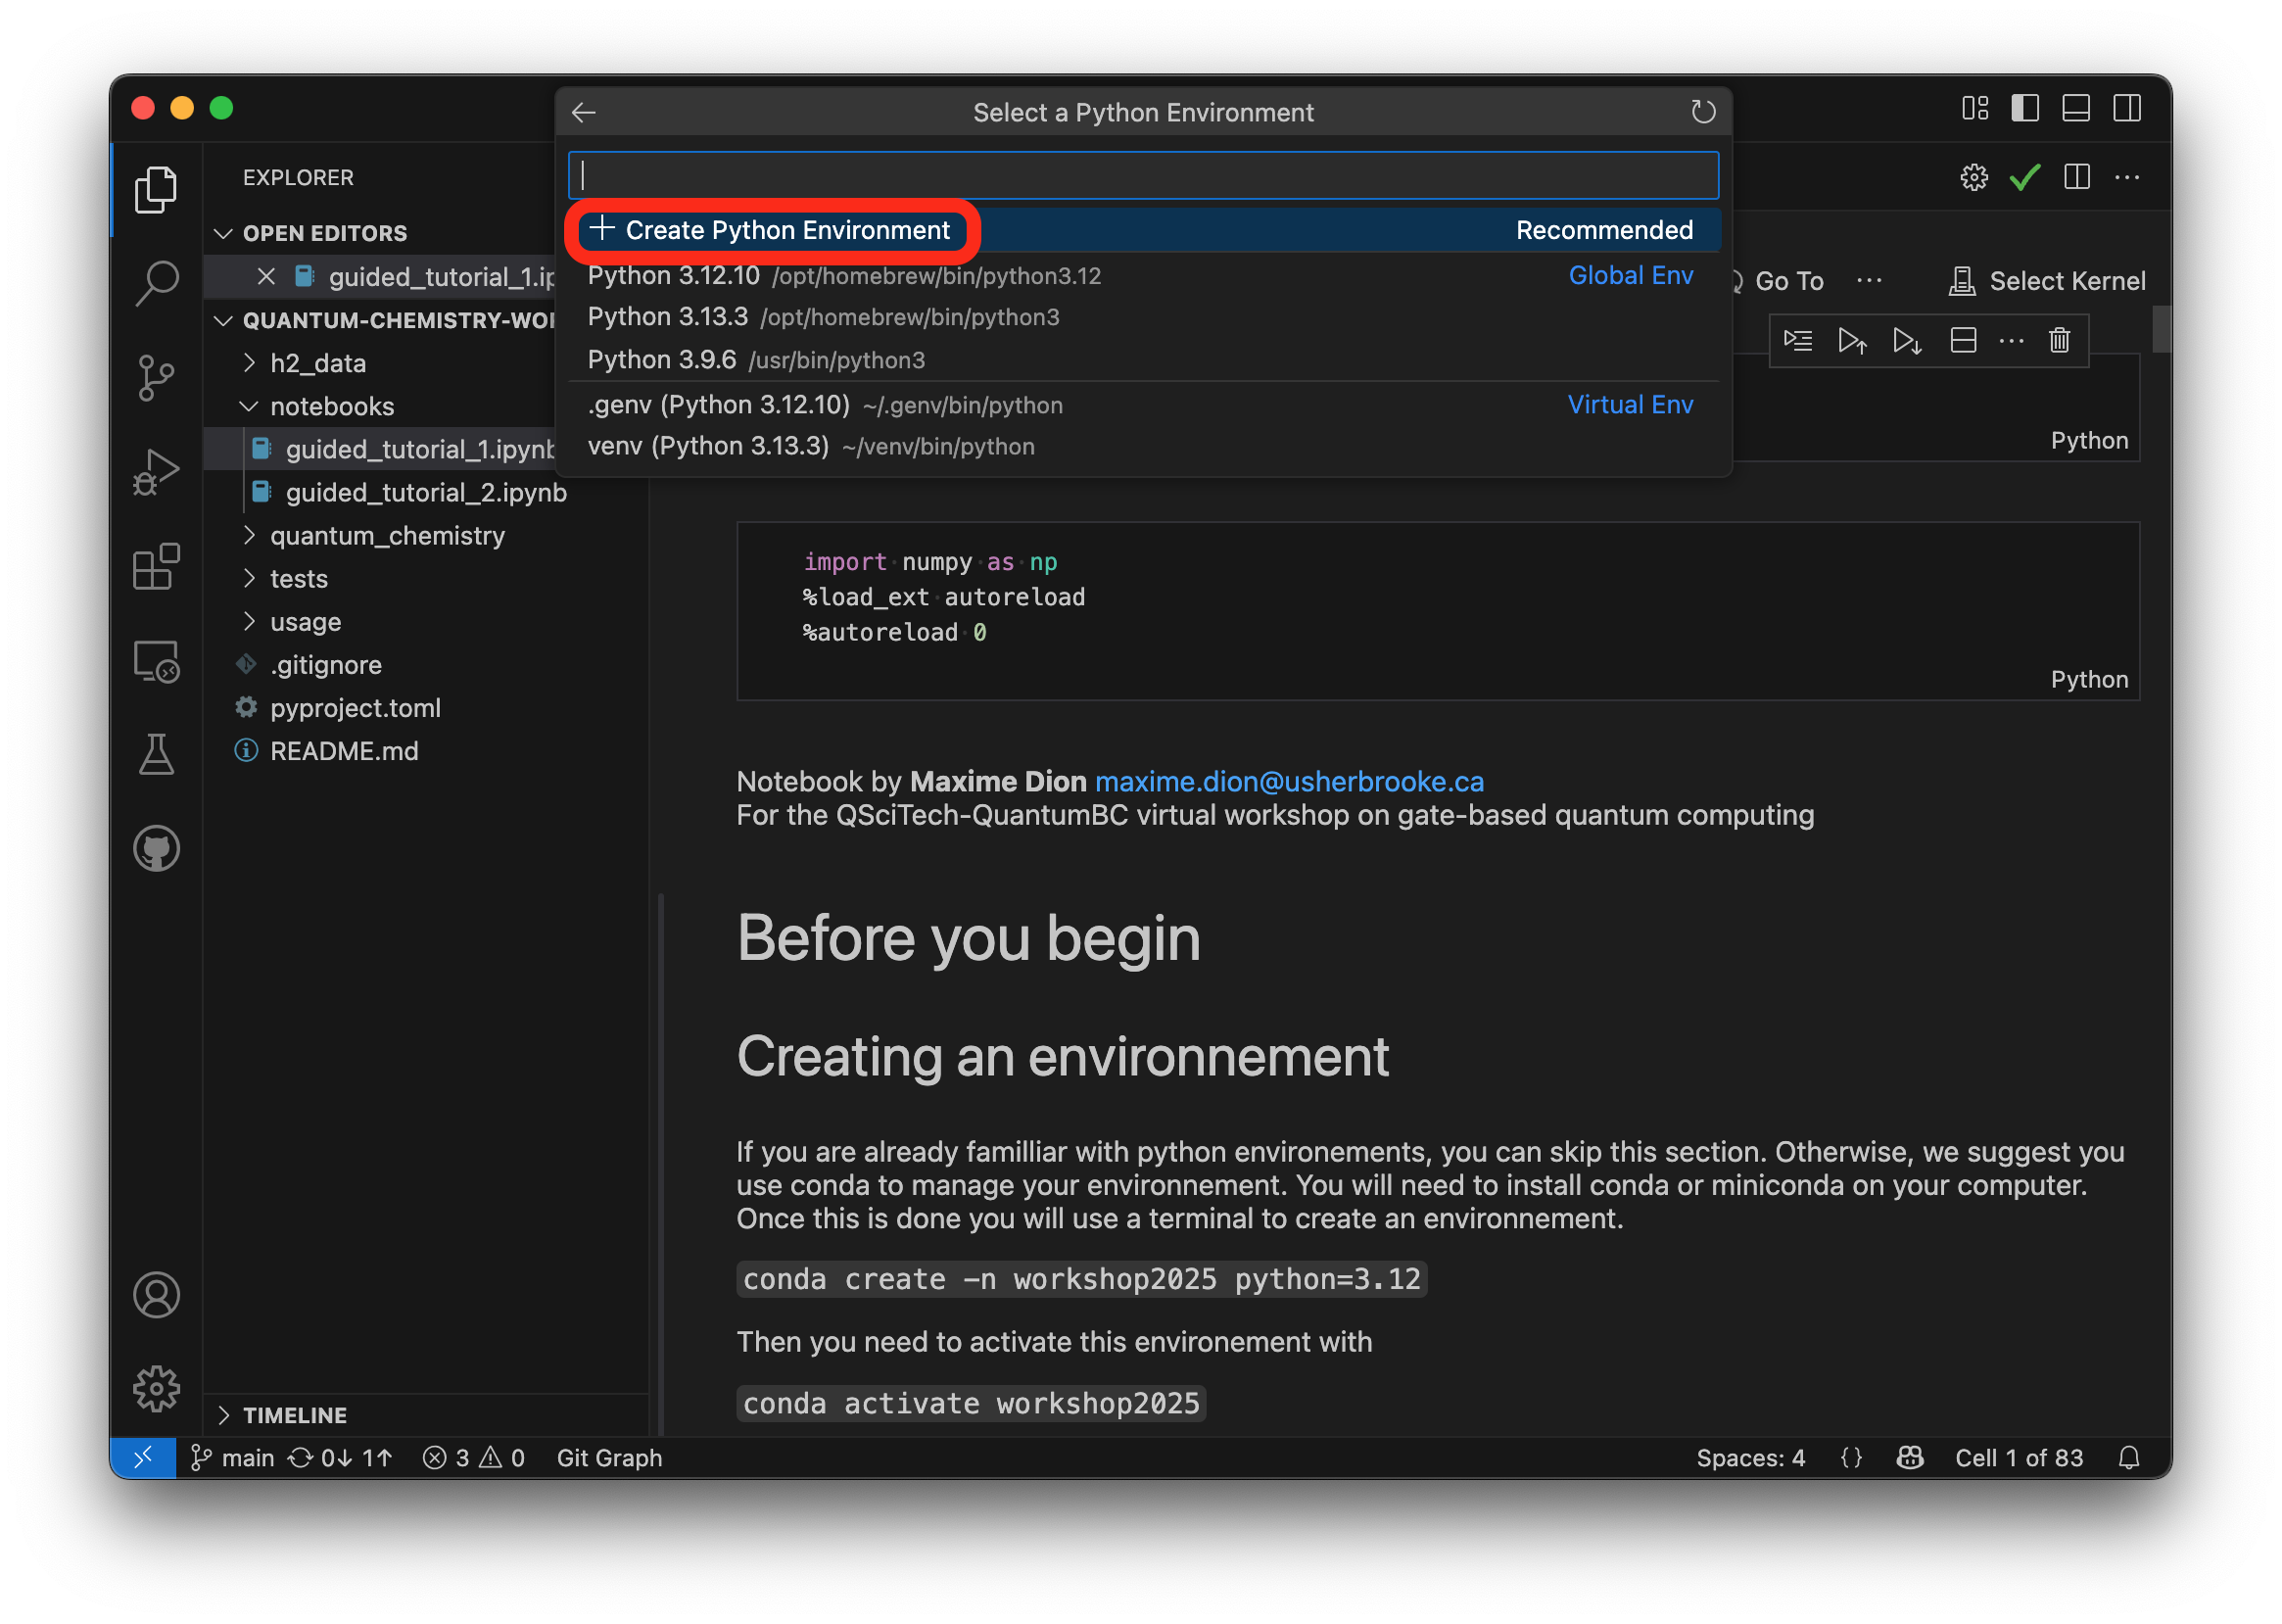 Select a Python Environment
Create Python Environment Recommended
Python 3.12.10 /opt/homebrew/bin/python3.12 Global Env
Python 3.13.3 /opt/homebrew/bin/python3
Python 3.9.6 /usr/bin/python3
.genv (Python 3.12.10) ~/.genv/bin/python Virtual Env
venv (Python 3.13.3) ~/venv/bin/python
EXPLORER
OPEN EDITORS
guided_tutorial_1.ip
QUANTUM-CHEMISTRY-WOR
h2_data
notebooks
guided_tutorial_1.ipynb
guided_tutorial_2.ipynb
quantum_chemistry
tests
usage
.gitignore
pyproject.toml
README.md
TIMELINE
Go To ··· Select Kernel
Python
import numpy as np
%load_ext autoreload
%autoreload 0
Python
Notebook by Maxime Dion maxime.dion@usherbrooke.ca
For the QSciTech-QuantumBC virtual workshop on gate-based quantum computing
Before you begin
Creating an environnement
If you are already familliar with python environements, you can skip this section. Otherwise, we suggest you
use conda to manage your environnement. You will need to install conda or miniconda on your computer.
Once this is done you will use a terminal to create an environnement.
conda create -n workshop2025 python=3.12
Then you need to activate this environement with
conda activate workshop2025
main 0↓ 1↑ 3 0 Git Graph Spaces: 4 {} Cell 1 of 83